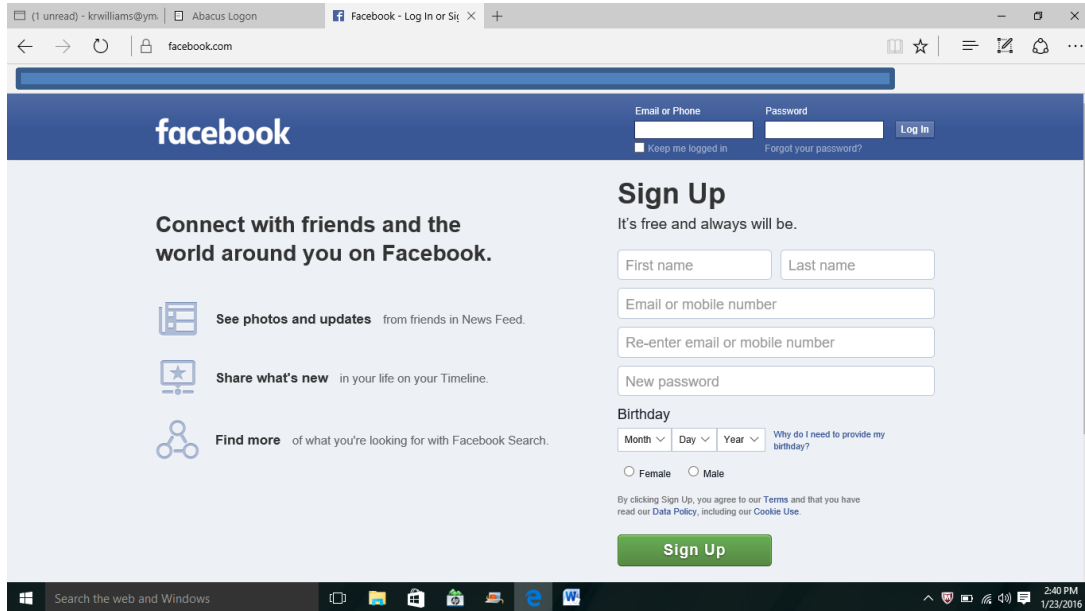 (1 unread) - krwilliams@ym
Abacus Logon
Facebook - Log In or Sig
facebook.com
facebook
Email or Phone
Password
Log In
Keep me logged in
Forgot your password?
Connect with friends and the
world around you on Facebook.
See photos and updates from friends in News Feed.
Share what's new in your life on your Timeline.
Find more of what you're looking for with Facebook Search.
Sign Up
It's free and always will be.
First name
Last name
Email or mobile number
Re-enter email or mobile number
New password
Birthday
Month
Day
Year
Why do I need to provide my
birthday?
Female
Male
By clicking Sign Up, you agree to our Terms and that you have
read our Data Policy, including our Cookie Use.
Sign Up
Search the web and Windows
2:40 PM
1/23/2016